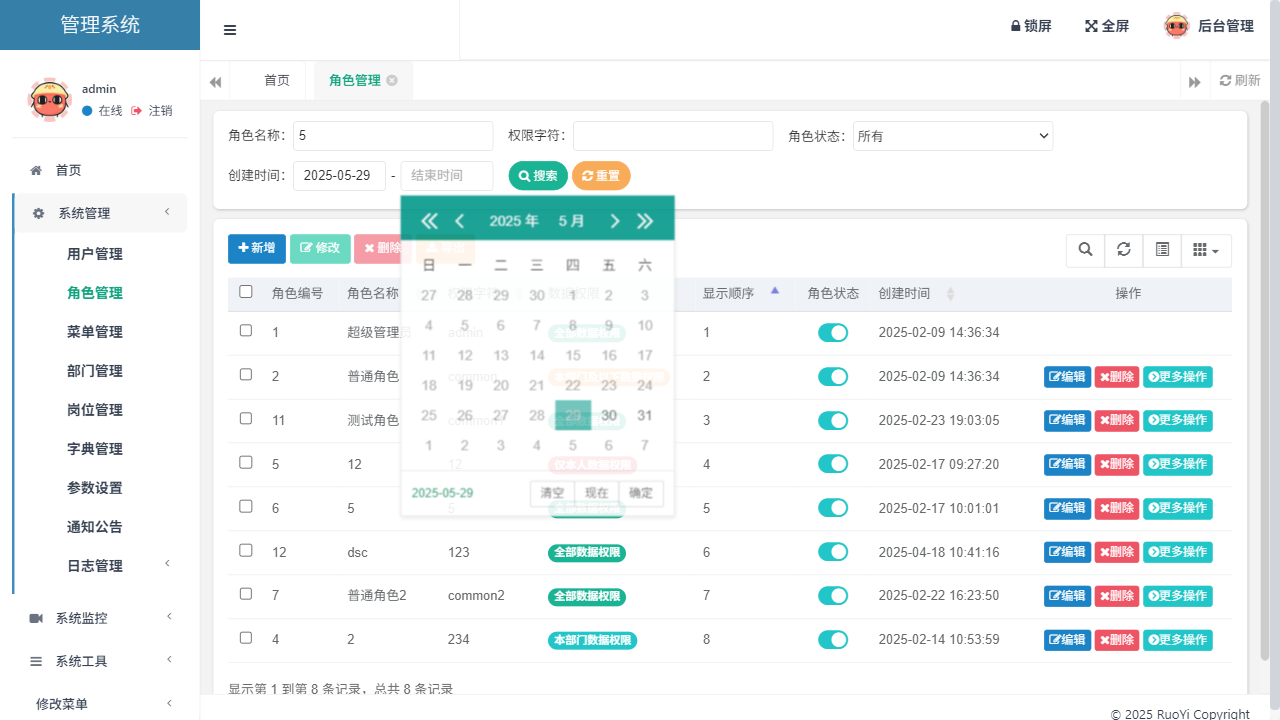 管理系统
锁屏
全屏
后台管理
admin
在线 注销
首页
角色管理
刷新
角色名称： 5
权限字符：
角色状态： 所有
创建时间： 2025-05-29 - 结束时间
搜索 重置
首页
系统管理
用户管理
角色管理
菜单管理
部门管理
岗位管理
字典管理
参数设置
通知公告
日志管理
系统监控
系统工具
修改菜单
新增 修改 删除
2025 年 5 月
日 一 二 三 四 五 六
27 28 29 30 1 2 3
4 5 6 7 8 9 10
11 12 13 14 15 16 17
18 19 20 21 22 23 24
25 26 27 28 29 30 31
1 2 3 4 5 6 7
2025-05-29 清空 现在 确定
角色编号 角色名称 权限字符 数据权限 显示顺序 角色状态 创建时间 操作
1 超级管理员 admin 全部数据权限 1 2025-02-09 14:36:34
2 普通角色 common 2 2025-02-09 14:36:34 编辑 删除 更多操作
11 测试角色 3 2025-02-23 19:03:05 编辑 删除 更多操作
5 12 12 仅本人数据权限 4 2025-02-17 09:27:20 编辑 删除 更多操作
6 5 5 全部数据权限 5 2025-02-17 10:01:01 编辑 删除 更多操作
12 dsc 123 全部数据权限 6 2025-04-18 10:41:16 编辑 删除 更多操作
7 普通角色2 common2 全部数据权限 7 2025-02-22 16:23:50 编辑 删除 更多操作
4 2 234 本部门数据权限 8 2025-02-14 10:53:59 编辑 删除 更多操作
显示第 1 到第 8 条记录，总共 8 条记录
© 2025 RuoYi Copyright